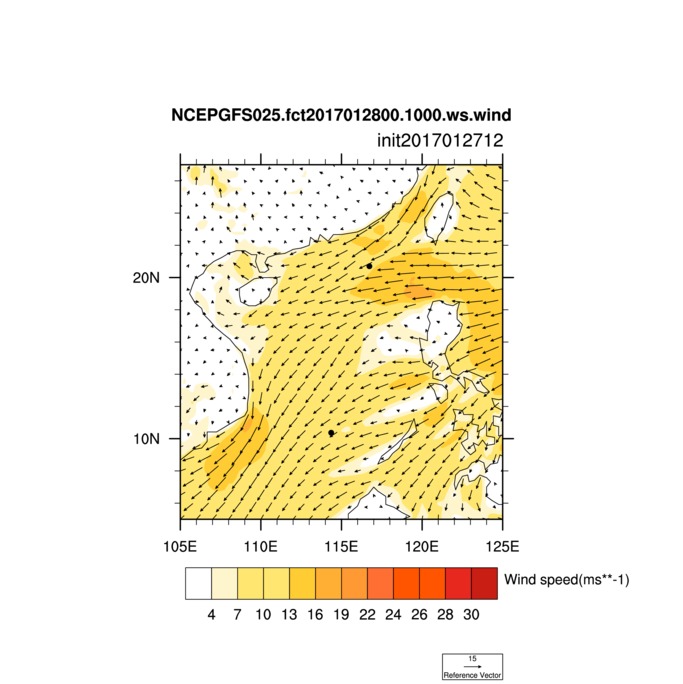 NCEPGFS025.fct2017012800.1000.ws.wind
init2017012712
20N
10N
105E 110E 115E 120E 125E
Wind speed(ms**-1)
4 7 10 13 16 19 22 24 26 28 30
15
Reference Vector